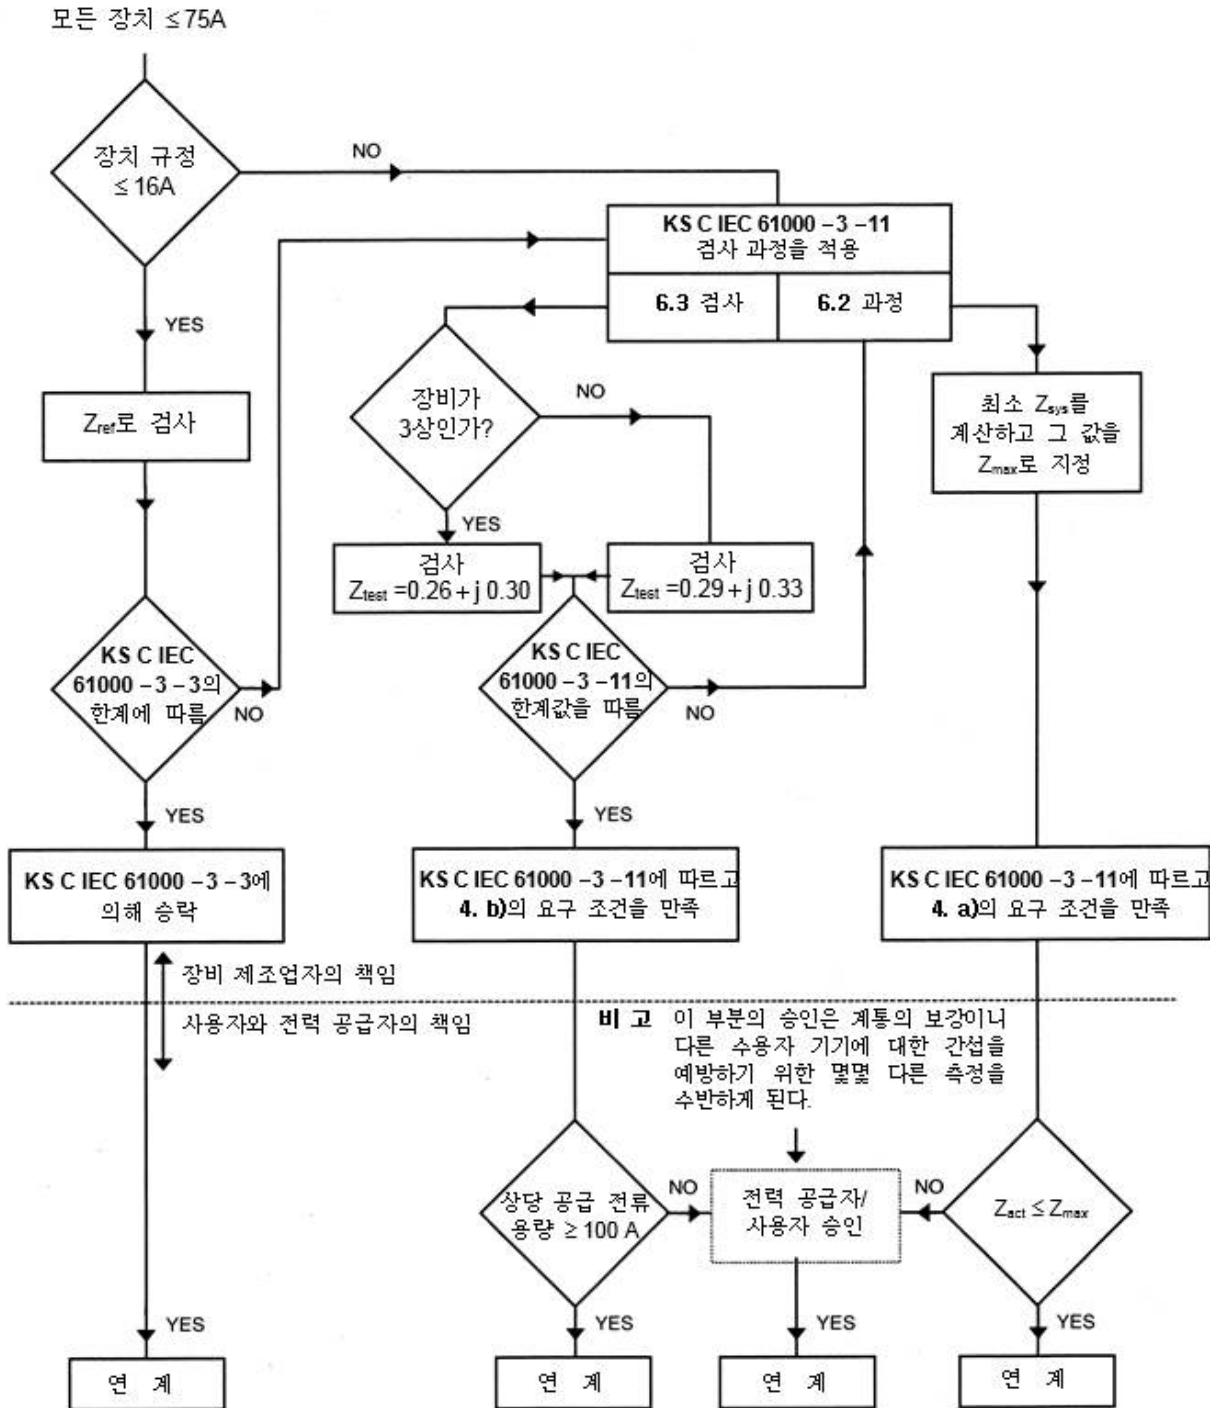 모든 장치 ≤75A
장치 규정
≤16A
NO
YES
Zref로 검사
KS C IEC
61000-3-3의
한계에 따름
NO
YES
KS C IEC 61000-3-3에
의해 승락
KS C IEC 61000-3-11
검사 과정을 적용
6.3 검사
6.2 과정
장비가
3상인가?
NO
YES
검사
Ztest =0.26+j 0.30
검사
Ztest =0.29+j 0.33
KS C IEC
61000-3-11의
한계값을 따름
NO
YES
KS C IEC 61000-3-11에 따르고
4. b)의 요구 조건을 만족
최소 Zsys를
계산하고 그 값을
Zmax로 지정
KS C IEC 61000-3-11에 따르고
4. a)의 요구 조건을 만족
장비 제조업자의 책임
사용자와 전력 공급자의 책임
비 고 이 부분의 승인은 계통의 보강이니
다른 수용자 기기에 대한 간섭을
예방하기 위한 몇몇 다른 측정을
수반하게 된다.
상당 공급 전류
용량 ≥100 A
NO
전력 공급자/
사용자 승인
NO
Zact ≤ Zmax
YES
YES
YES
YES
연 계
연 계
연 계
연 계